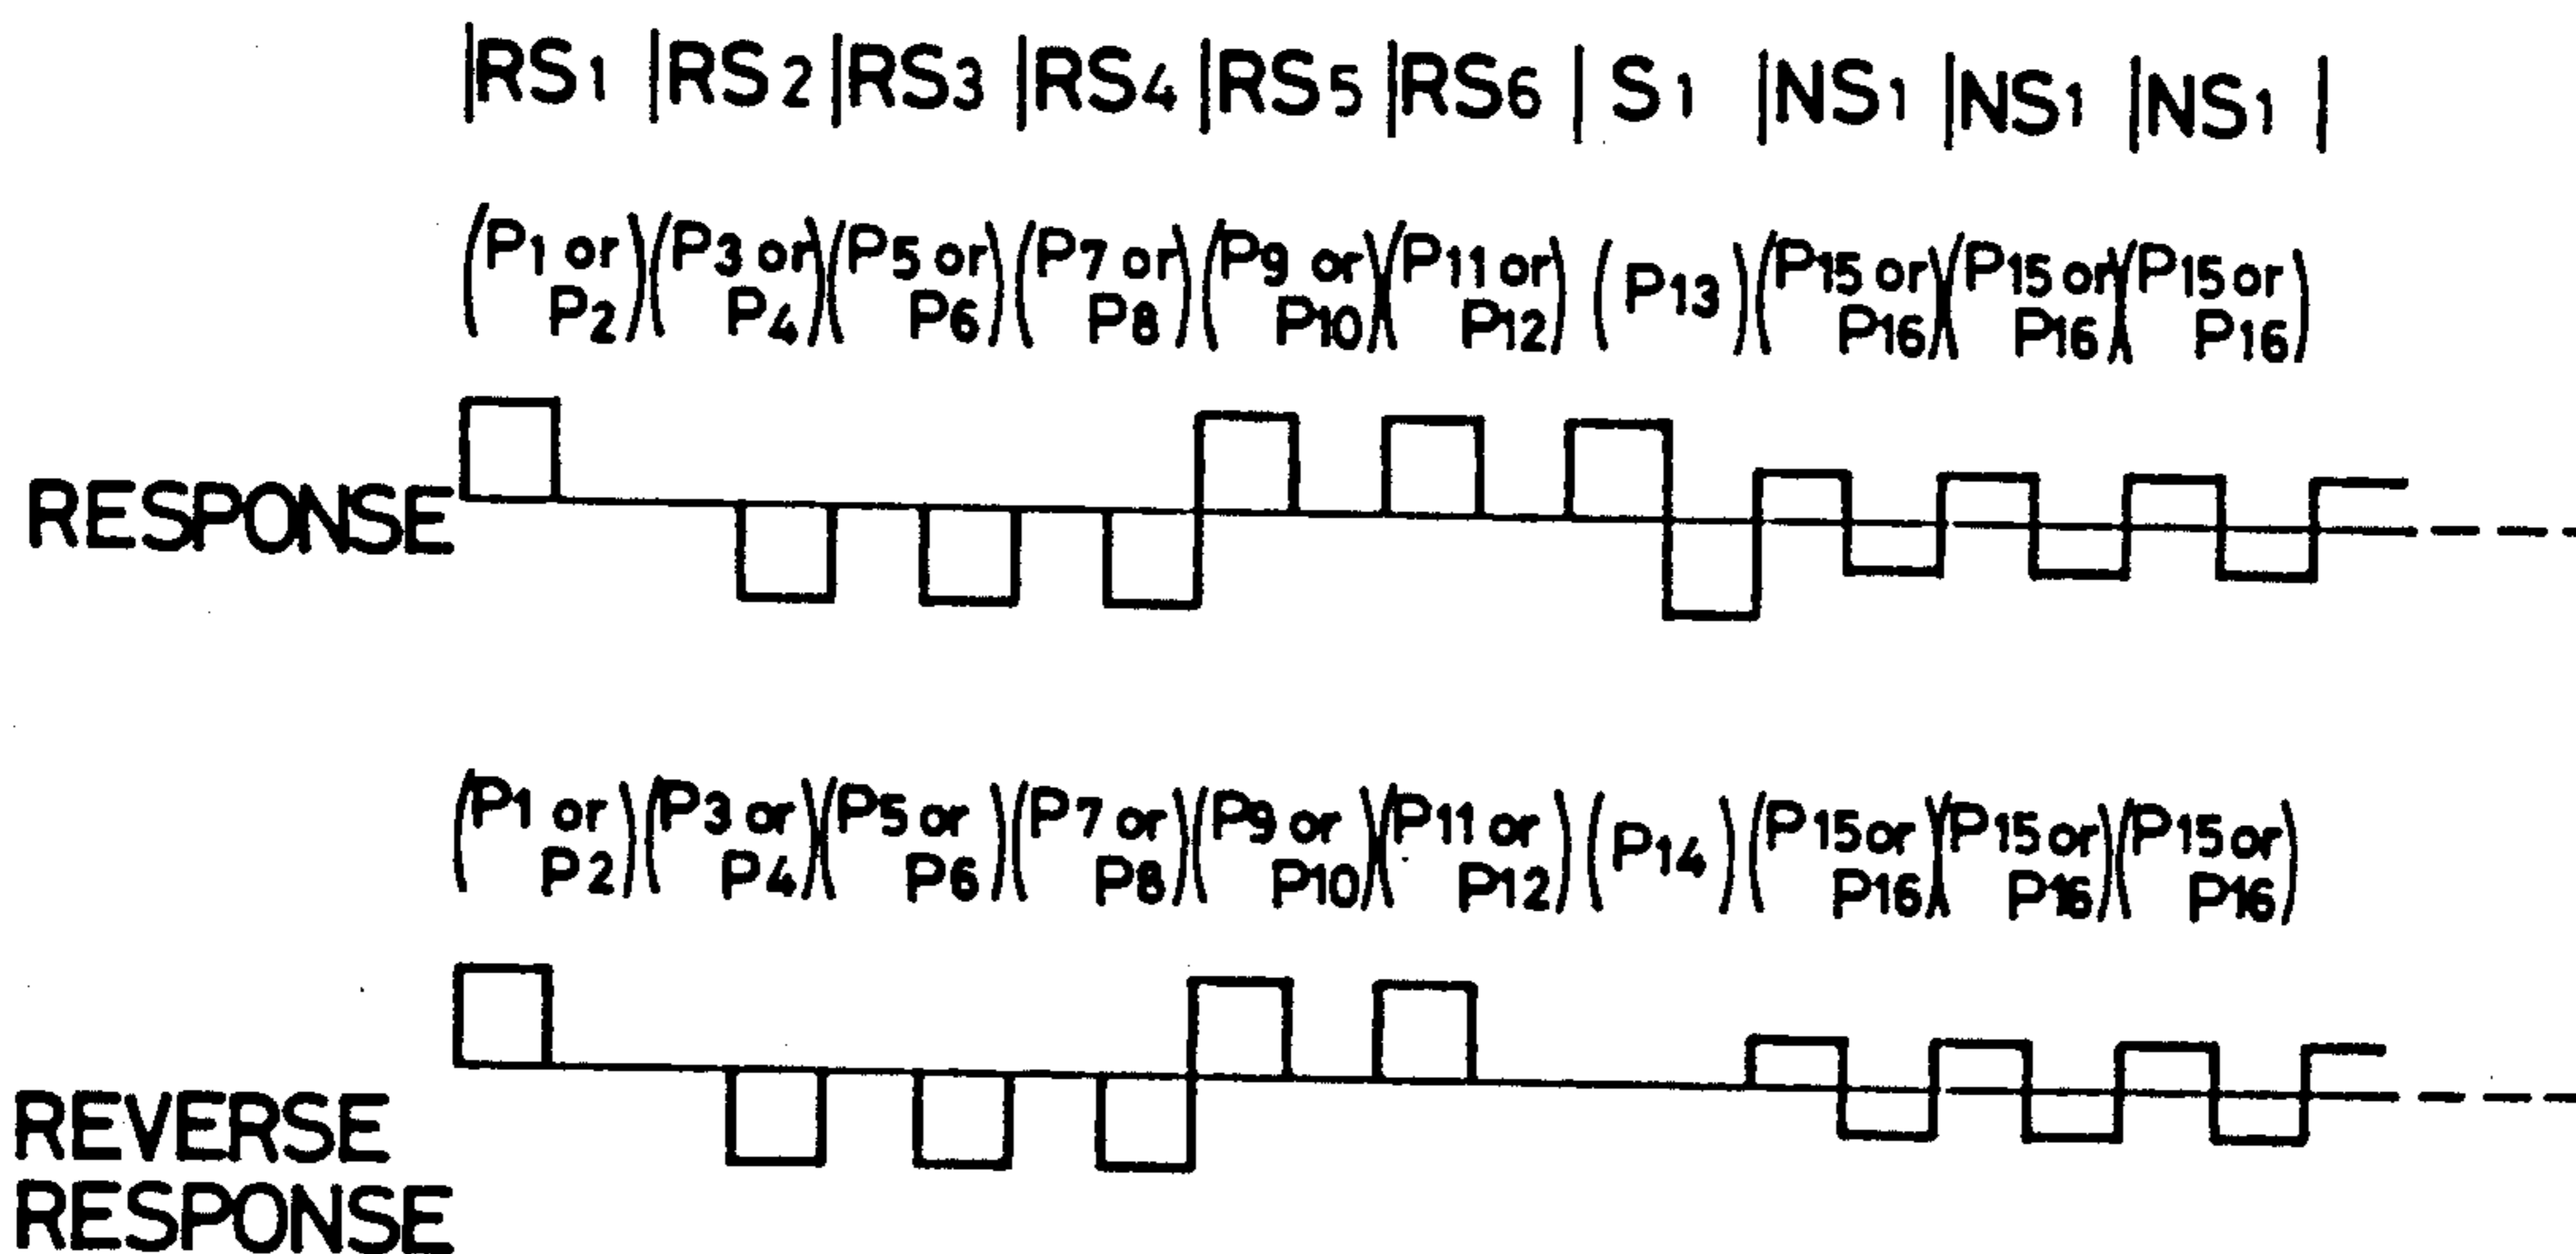 |RS1 |RS2 |RS3 |RS4 |RS5 |RS6 | S1 |NS1 |NS1 |NS1 |
(P1 or P2) (P3 or P4) (P5 or P6) (P7 or P8) (P9 or P10) (P11 or P12) (P13) (P15 or P16) (P15 or P16) (P15 or P16)
RESPONSE
(P1 or P2) (P3 or P4) (P5 or P6) (P7 or P8) (P9 or P10) (P11 or P12) (P14) (P15 or P16) (P15 or P16) (P15 or P16)
REVERSE
RESPONSE